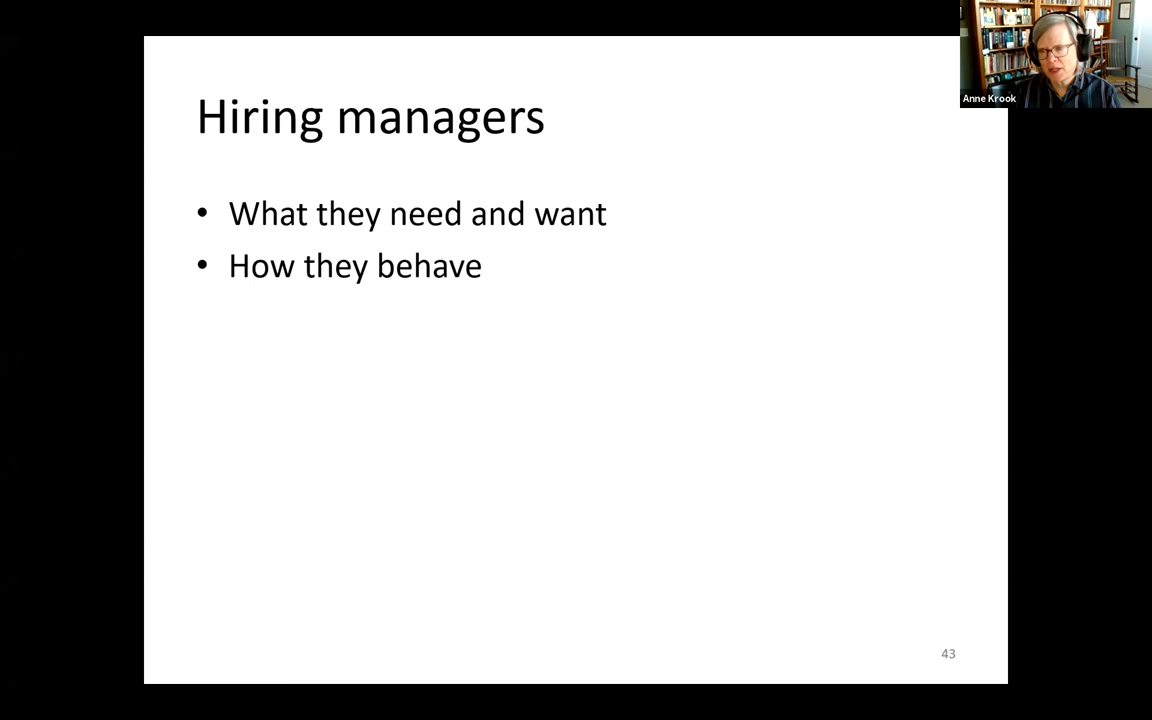 Hiring managers
• What they need and want
• How they behave
43
Anne Krook